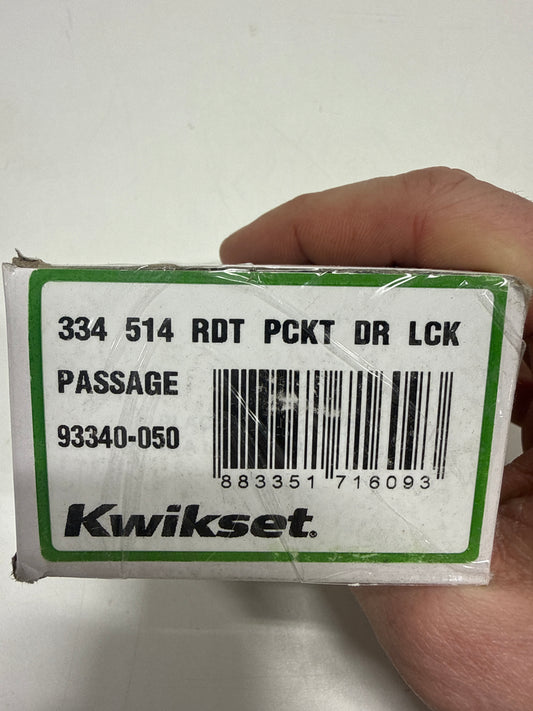 334 514 RDT PCKT DR LCK
PASSAGE
93340-050
883351 716093
Kwikset®